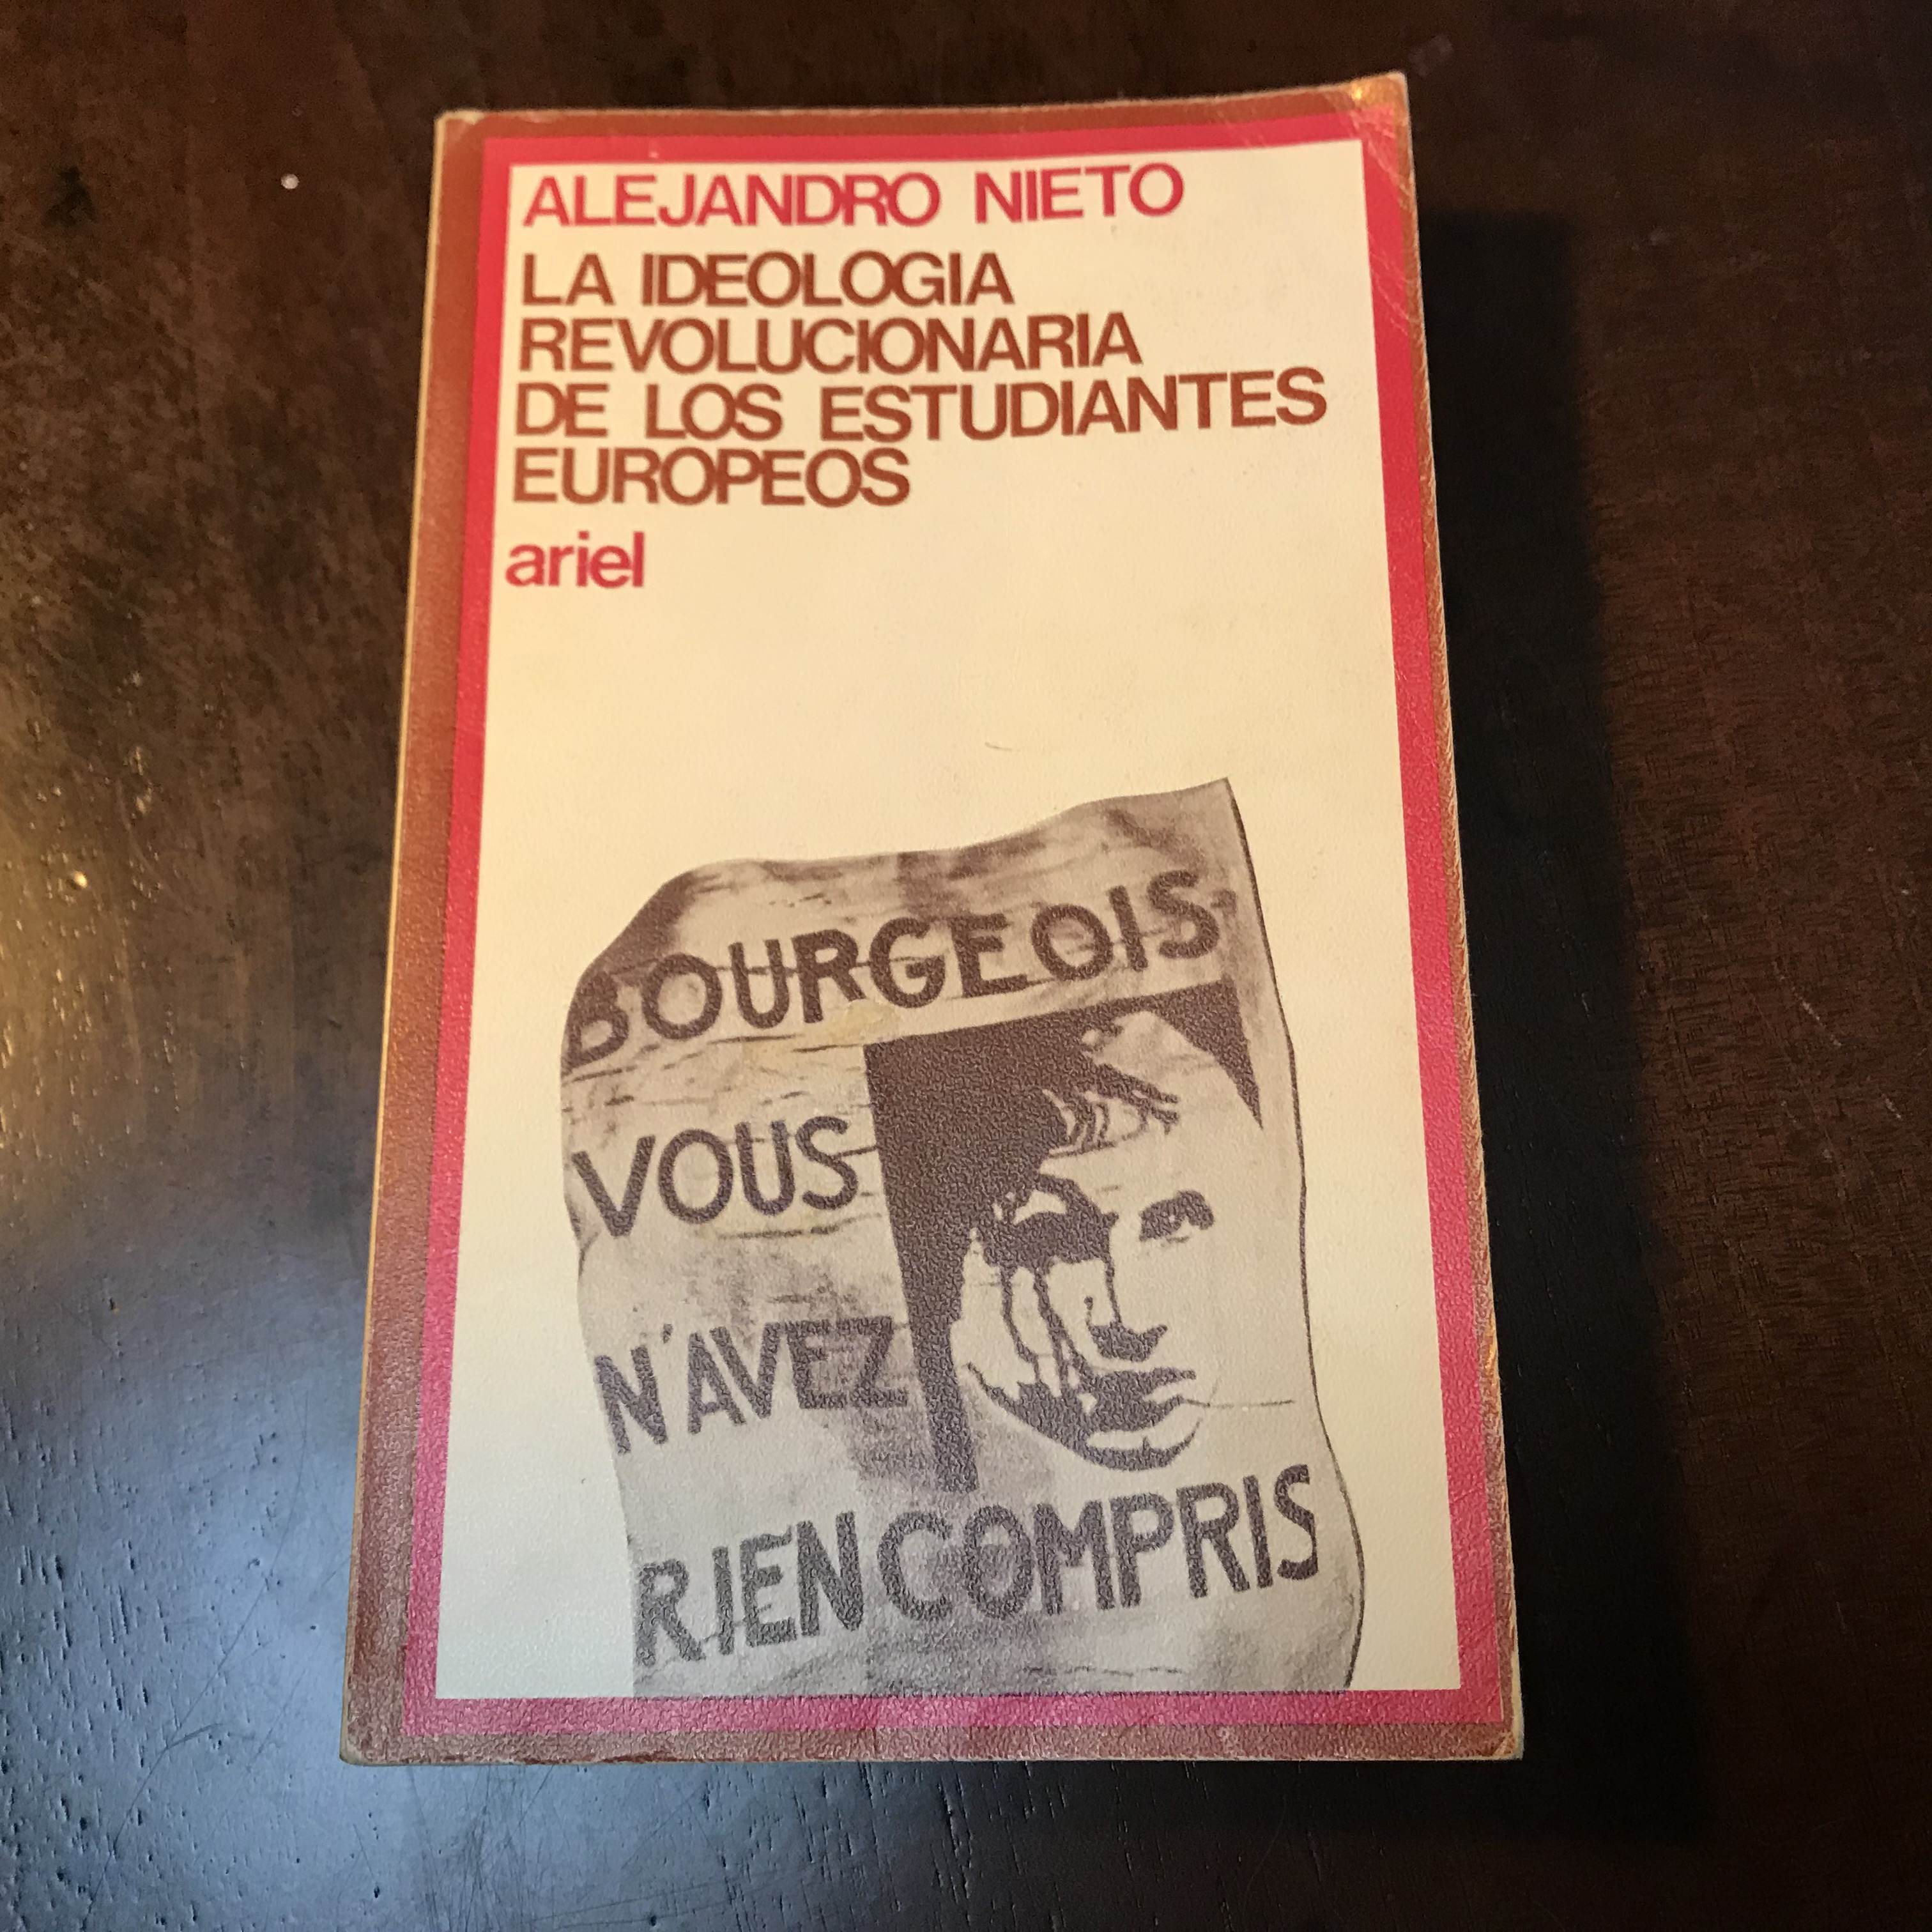 ALEJANDRO NIETO
LA IDEOLOGIA
REVOLUCIONARIA
DE LOS ESTUDIANTES
EUROPEOS
ariel
BOURGEOIS
VOUS
N'AVEZ
RIEN COMPRIS